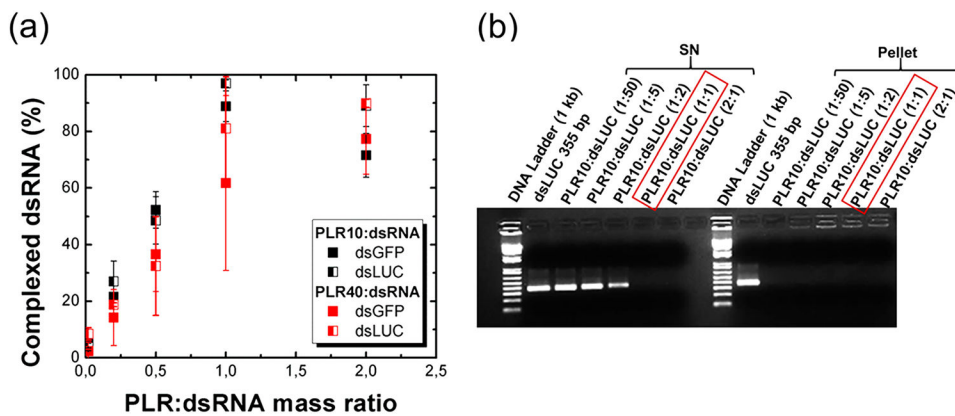 (a)
Complexed dsRNA (%)
100
80
60
40
20
0
0,0 0,5 1,0 1,5 2,0 2,5
PLR:dsRNA mass ratio
PLR10:dsRNA
dsGFP
dsLUC
PLR40:dsRNA
dsGFP
dsLUC
(b)
SN
DNA Ladder (1 kb)
dsLUC 355 bp
PLR10:dsLUC (1:50)
PLR10:dsLUC (1:5)
PLR10:dsLUC (1:2)
PLR10:dsLUC (1:1)
PLR10:dsLUC (2:1)
Pellet
DNA Ladder (1 kb)
dsLUC 355 bp
PLR10:dsLUC (1:50)
PLR10:dsLUC (1:5)
PLR10:dsLUC (1:2)
PLR10:dsLUC (1:1)
PLR10:dsLUC (2:1)